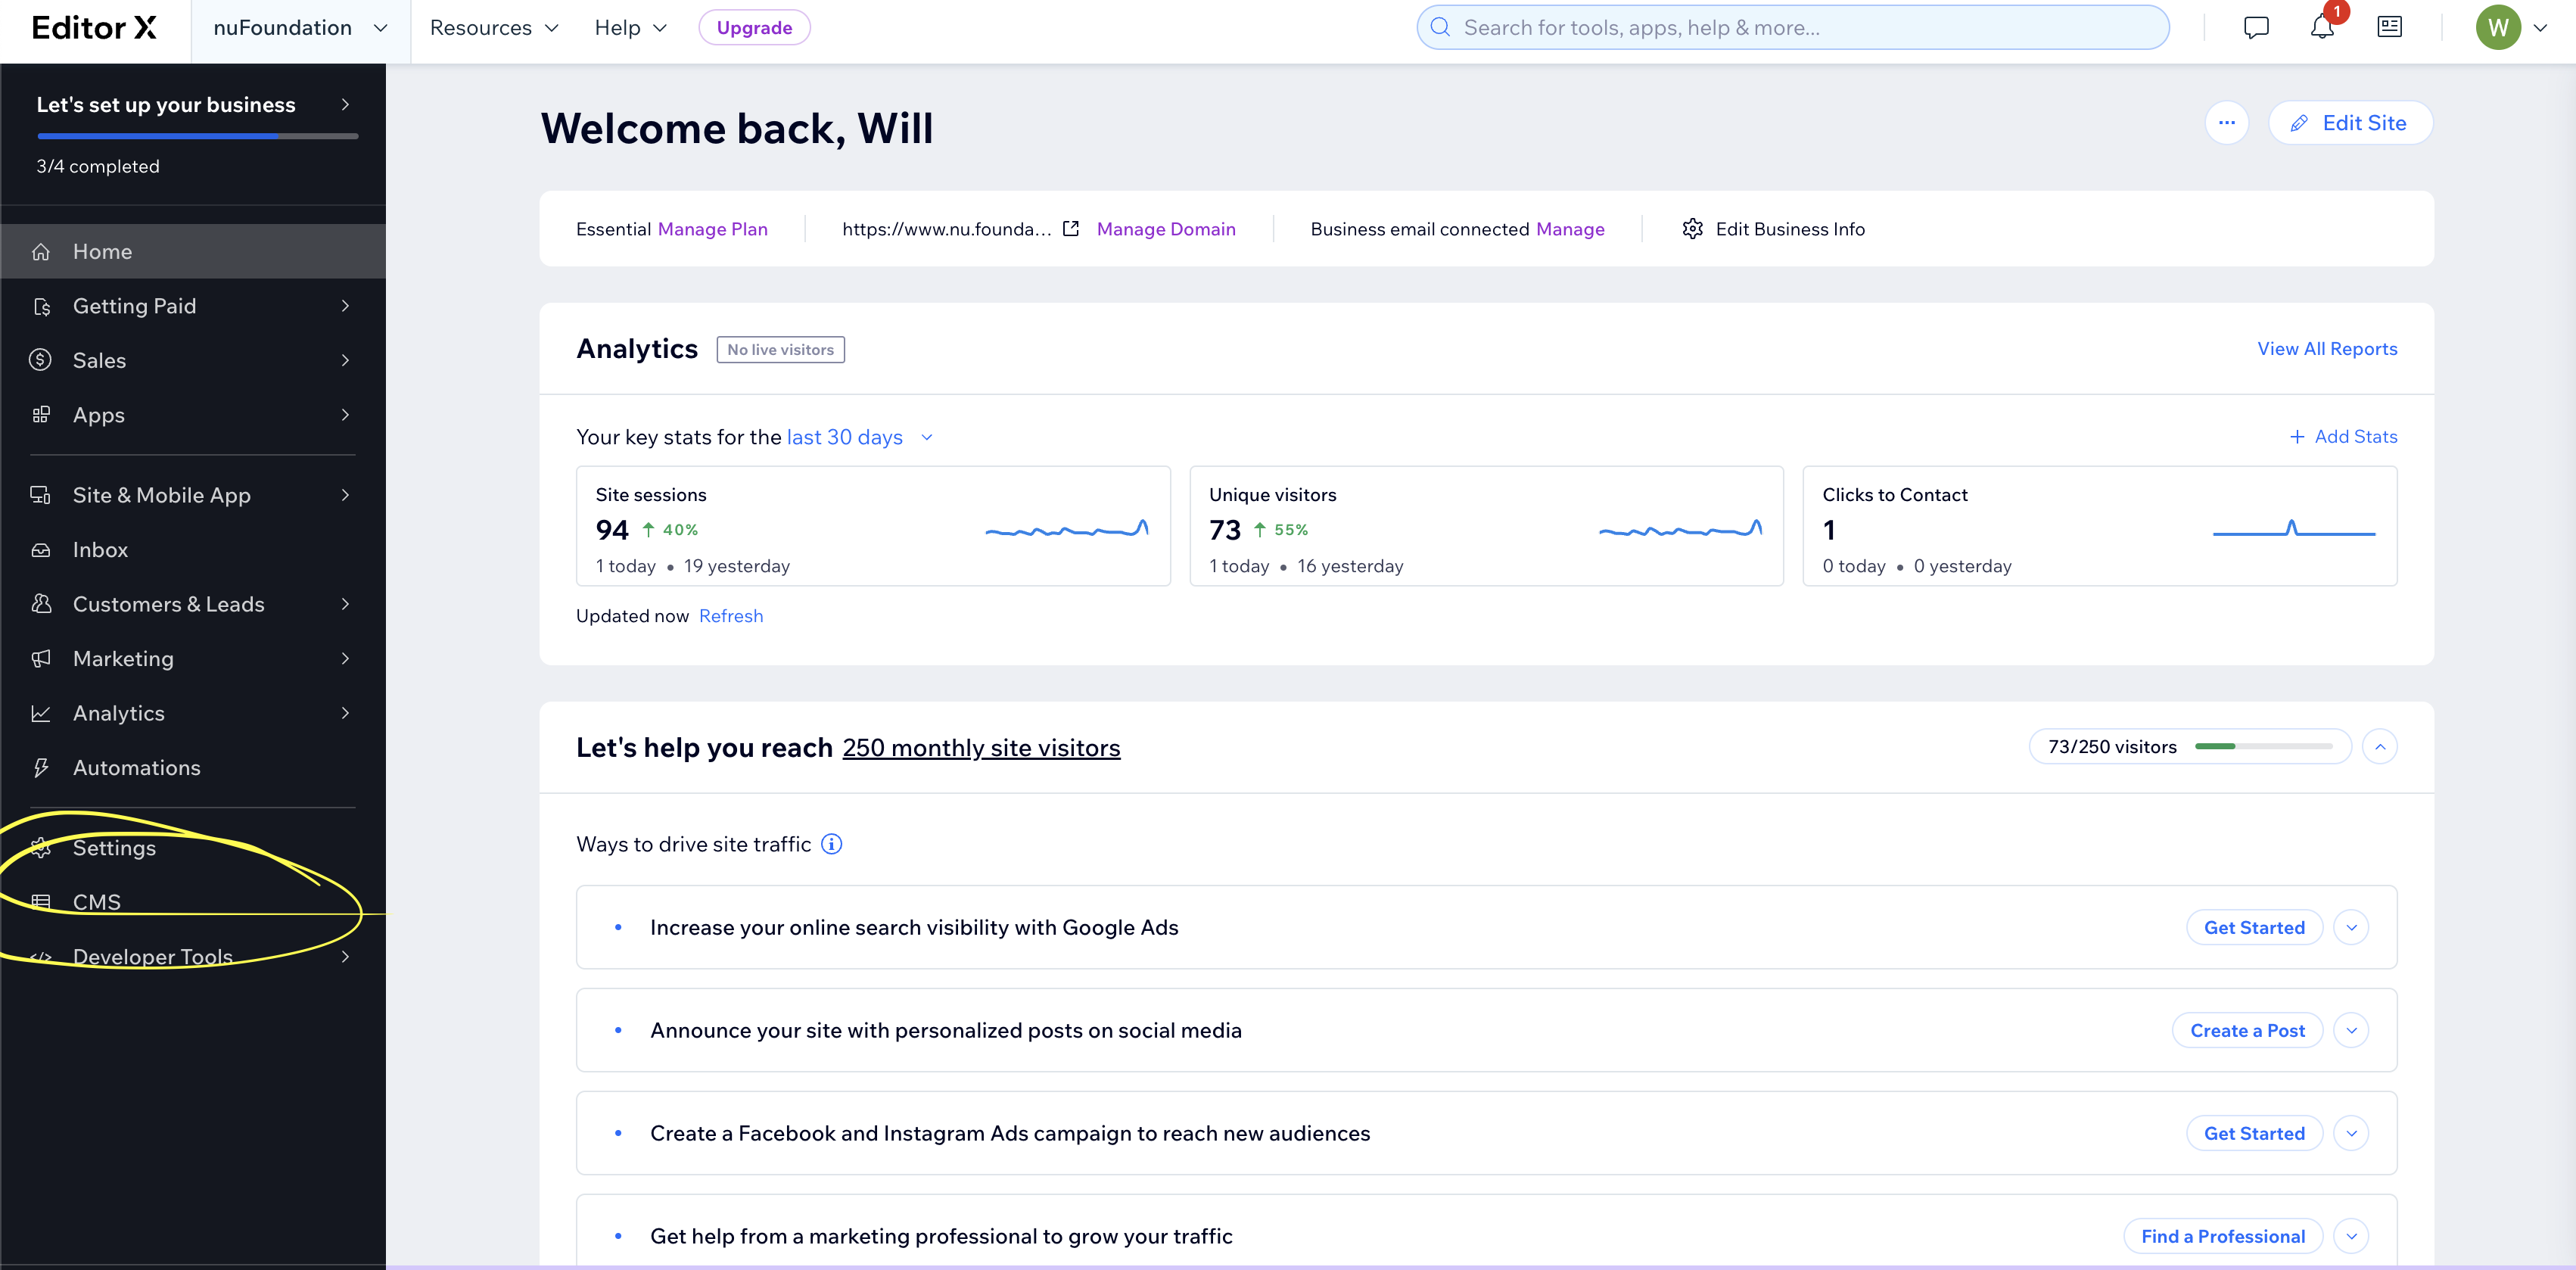 Editor X
nuFoundation
Resources
Help
Upgrade
Search for tools, apps, help & more...
1
W
Let's set up your business
3/4 completed
Home
Getting Paid
Sales
Apps
Site & Mobile App
Inbox
Customers & Leads
Marketing
Analytics
Automations
Settings
CMS
Developer Tools
Welcome back, Will
Edit Site
Essential Manage Plan
https://www.nu.founda... Manage Domain
Business email connected Manage
Edit Business Info
Analytics
No live visitors
View All Reports
Your key stats for the last 30 days
+ Add Stats
Site sessions
94 ↑ 40%
1 today • 19 yesterday
Unique visitors
73 ↑ 55%
1 today • 16 yesterday
Clicks to Contact
1
0 today • 0 yesterday
Updated now Refresh
Let's help you reach 250 monthly site visitors
73/250 visitors
Ways to drive site traffic
• Increase your online search visibility with Google Ads
Get Started
• Announce your site with personalized posts on social media
Create a Post
• Create a Facebook and Instagram Ads campaign to reach new audiences
Get Started
• Get help from a marketing professional to grow your traffic
Find a Professional